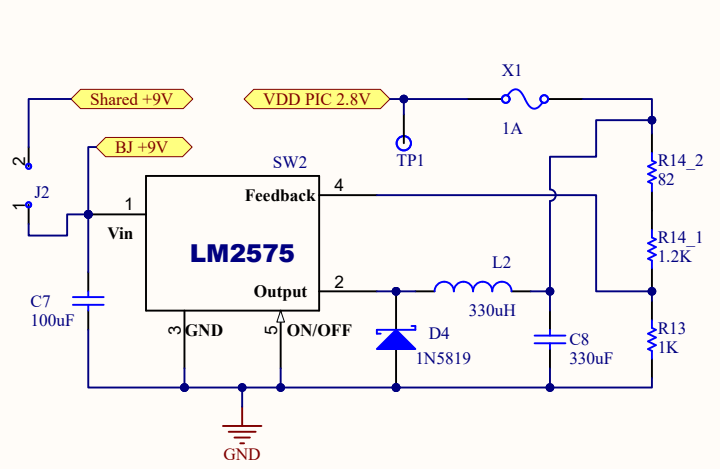 X1
Shared +9V
VDD PIC 2.8V
1A
BJ +9V
TP1
2
SW2
R14_2
82
J2
1
1
Vin
Feedback
4
LM2575
R14_1
1.2K
L2
Output
2
C7
100uF
330uH
3
GND
5
ON/OFF
D4
1N5819
C8
330uF
R13
1K
GND